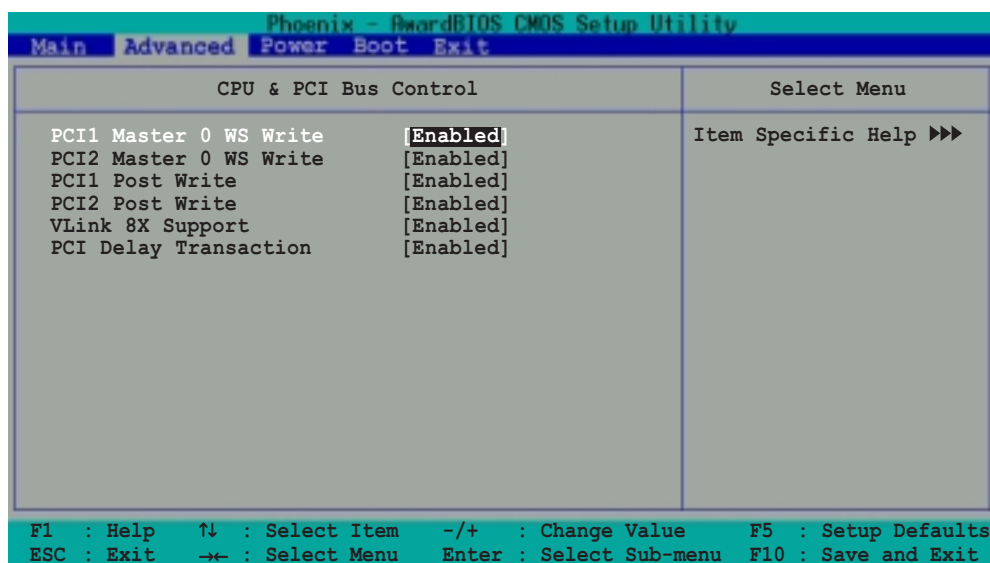 Phoenix - AwardBIOS CMOS Setup Utility
Main Advanced Power Boot Exit
CPU & PCI Bus Control Select Menu
PCI1 Master 0 WS Write [Enabled] Item Specific Help ▶▶▶
PCI2 Master 0 WS Write [Enabled]
PCI1 Post Write [Enabled]
PCI2 Post Write [Enabled]
VLink 8X Support [Enabled]
PCI Delay Transaction [Enabled]
F1 : Help ↑↓ : Select Item -/+ : Change Value F5 : Setup Defaults
ESC : Exit →← : Select Menu Enter : Select Sub-menu F10 : Save and Exit